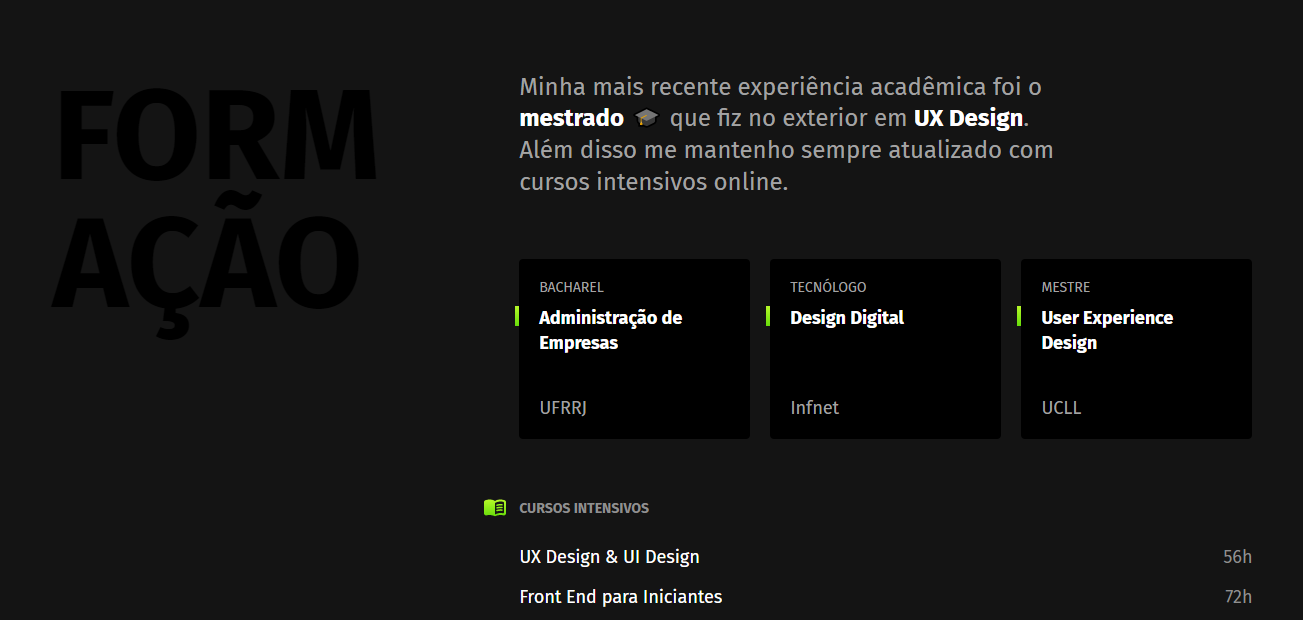 FORM
AÇÃO
Minha mais recente experiência acadêmica foi o
mestrado 🎓 que fiz no exterior em UX Design.
Além disso me mantenho sempre atualizado com
cursos intensivos online.
BACHAREL
Administração de
Empresas
UFRRJ
TECNÓLOGO
Design Digital
Infnet
MESTRE
User Experience
Design
UCLL
CURSOS INTENSIVOS
UX Design & UI Design 56h
Front End para Iniciantes 72h